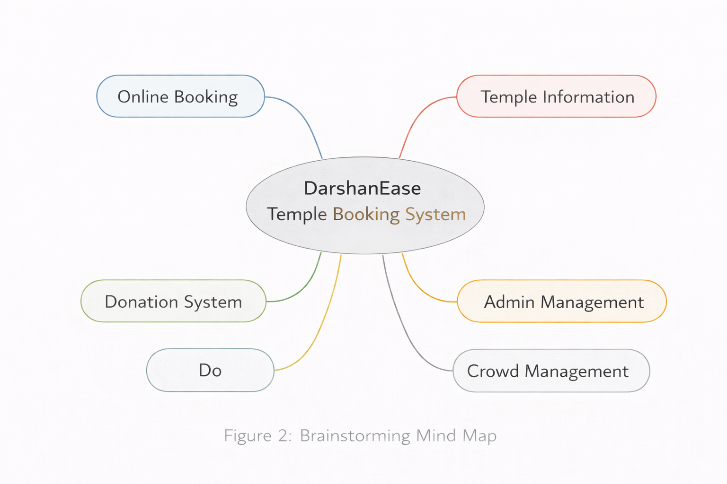 Online Booking
Temple Information
DarshanEase
Temple Booking System
Donation System
Admin Management
Do
Crowd Management
Figure 2: Brainstorming Mind Map